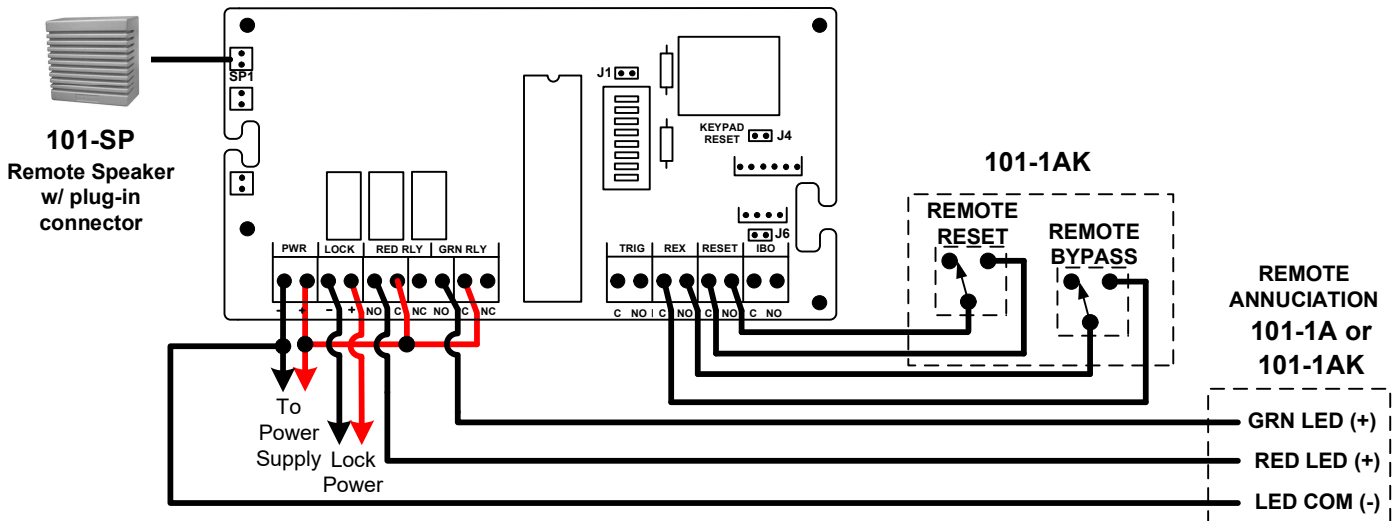 SP1
101-SP
Remote Speaker
w/ plug-in
connector
J1
KEYPAD
RESET
J4
J6
PWR
LOCK
RED RLY
GRN RLY
TRIG
REX
RESET
IBO
- + - + NO C NC NO C NC
C NO C NO C NO C NO
To
Power
Supply
Lock
Power
101-1AK
REMOTE
RESET
REMOTE
BYPASS
REMOTE
ANNUCIATION
101-1A or
101-1AK
GRN LED (+)
RED LED (+)
LED COM (-)